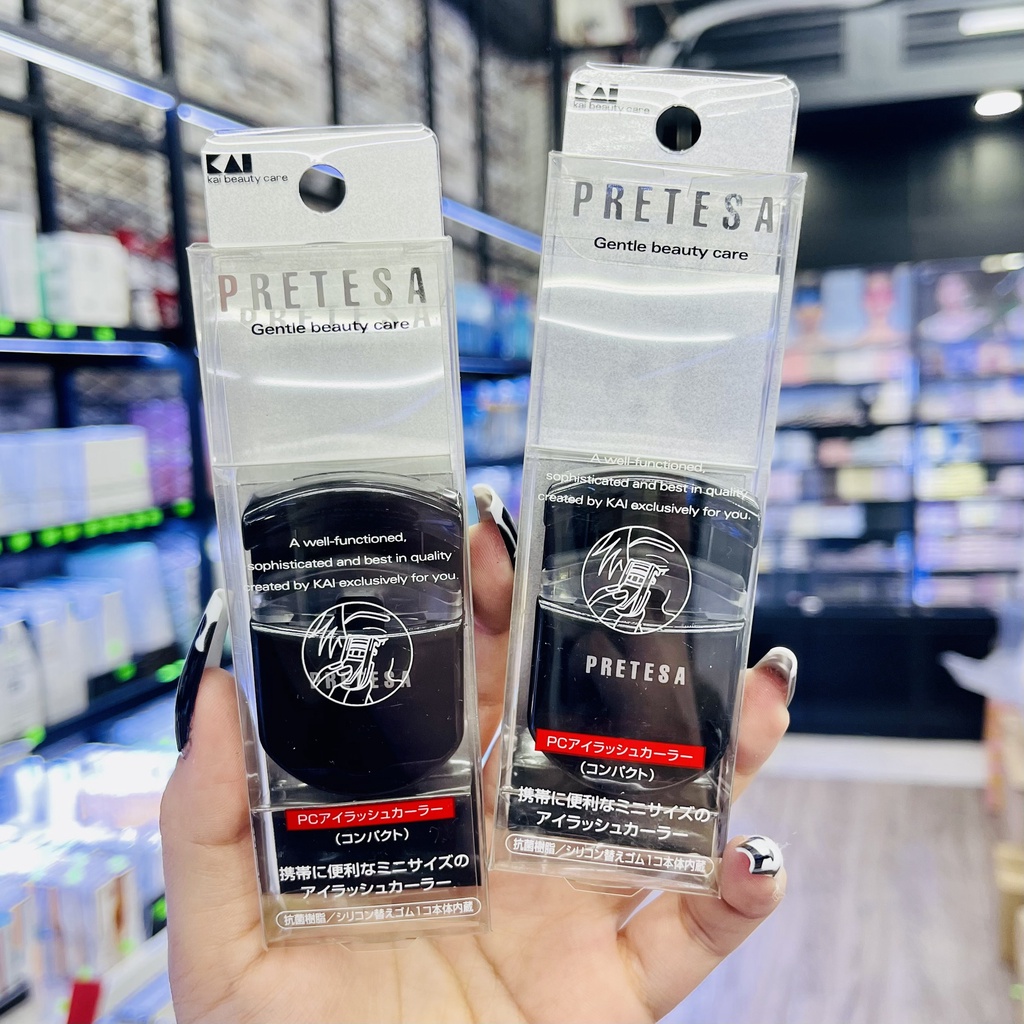 KAI
kai beauty care
PRETESA
Gentle beauty care
A well-functioned,
sophisticated and best in quality
created by KAI exclusively for you.
PRETESA
PCアイラッシュカーラー
(コンパクト)
携帯に便利なミニサイズの
アイラッシュカーラー
抗菌樹脂/シリコン替えゴム1コ本体内蔵
KAI
kai beauty care
PRETESA
Gentle beauty care
A well-functioned,
sophisticated and best in quality
created by KAI exclusively for you.
PRETESA
PCアイラッシュカーラー
(コンパクト)
携帯に便利なミニサイズの
アイラッシュカーラー
抗菌樹脂/シリコン替えゴム1コ本体内蔵